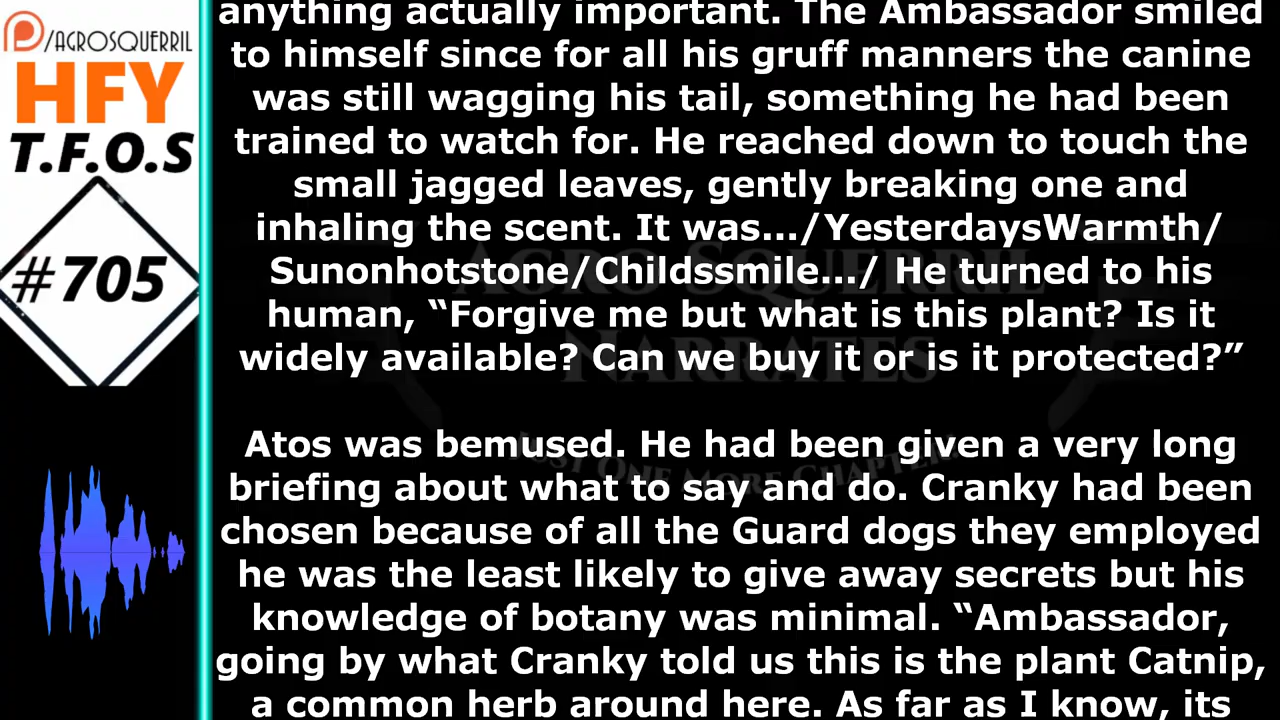 /AGROSQUERRIL
HFY
T.F.O.S
#705
anything actually important. The Ambassador smiled
to himself since for all his gruff manners the canine
was still wagging his tail, something he had been
trained to watch for. He reached down to touch the
small jagged leaves, gently breaking one and
inhaling the scent. It was.../YesterdaysWarmth/
Sunonhotstone/Childssmile.../ He turned to his
human, “Forgive me but what is this plant? Is it
widely available? Can we buy it or is it protected?”
Atos was bemused. He had been given a very long
briefing about what to say and do. Cranky had been
chosen because of all the Guard dogs they employed
he was the least likely to give away secrets but his
knowledge of botany was minimal. “Ambassador,
going by what Cranky told us this is the plant Catnip,
a common herb around here. As far as I know, its
Agro Squerril
Narrates
Just One More Chapter!